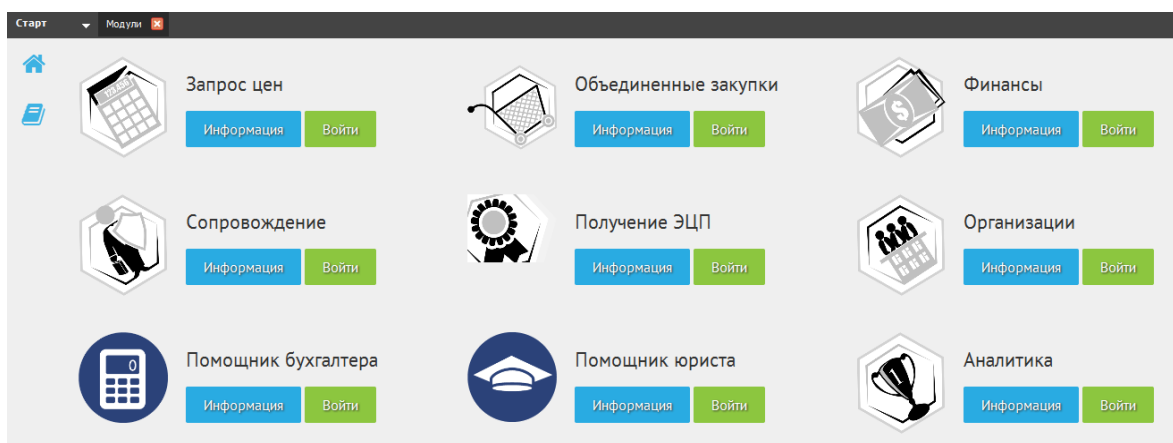 Старт Модули
Запрос цен Объединенные закупки Финансы
Информация Войти Информация Войти Информация Войти
Сопровождение Получение ЭЦП Организации
Информация Войти Информация Войти Информация Войти
0
Помощник бухгалтера Помощник юриста Аналитика
Информация Войти Информация Войти Информация Войти